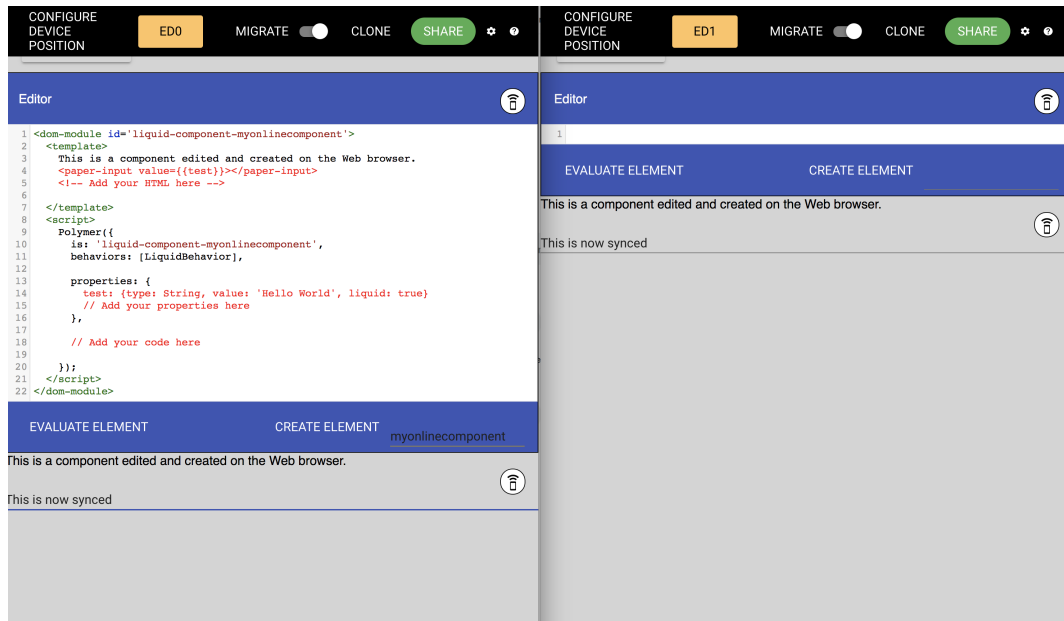 CONFIGURE
DEVICE
POSITION
ED0
MIGRATE
CLONE
SHARE
Editor
1 <dom-module id='liquid-component-myonlinecomponent'>
2 <template>
3 This is a component edited and created on the Web browser.
4 <paper-input value={{test}}></paper-input>
5 <!-- Add your HTML here -->
6
7 </template>
8 <script>
9 Polymer({
10 is: 'liquid-component-myonlinecomponent',
11 behaviors: [LiquidBehavior],
12
13 properties: {
14 test: {type: String, value: 'Hello World', liquid: true}
15 // Add your properties here
16 },
17
18 // Add your code here
19
20 });
21 </script>
22 </dom-module>
EVALUATE ELEMENT
CREATE ELEMENT
myonlinecomponent
This is a component edited and created on the Web browser.
This is now synced
CONFIGURE
DEVICE
POSITION
ED1
MIGRATE
CLONE
SHARE
Editor
1
EVALUATE ELEMENT
CREATE ELEMENT
This is a component edited and created on the Web browser.
This is now synced